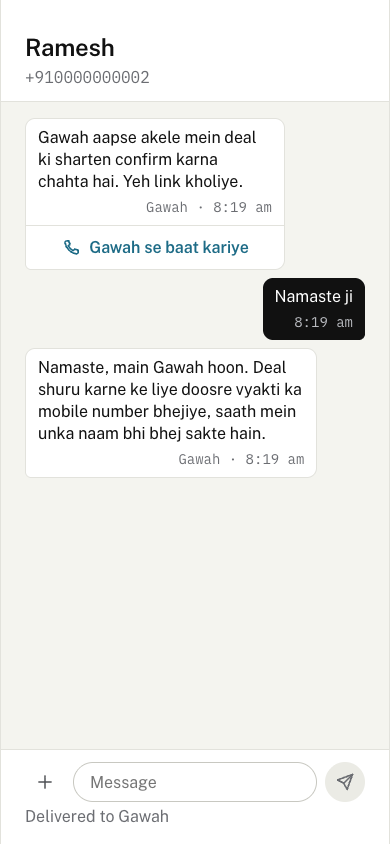 Ramesh
+910000000002
Gawah aapse akele mein deal
ki sharten confirm karna
chahta hai. Yeh link kholiye.
Gawah · 8:19 am
Gawah se baat kariye
Namaste ji
8:19 am
Namaste, main Gawah hoon. Deal
shuru karne ke liye doosre vyakti ka
mobile number bhejiye, saath mein
unka naam bhi bhej sakte hain.
Gawah · 8:19 am
Message
Delivered to Gawah